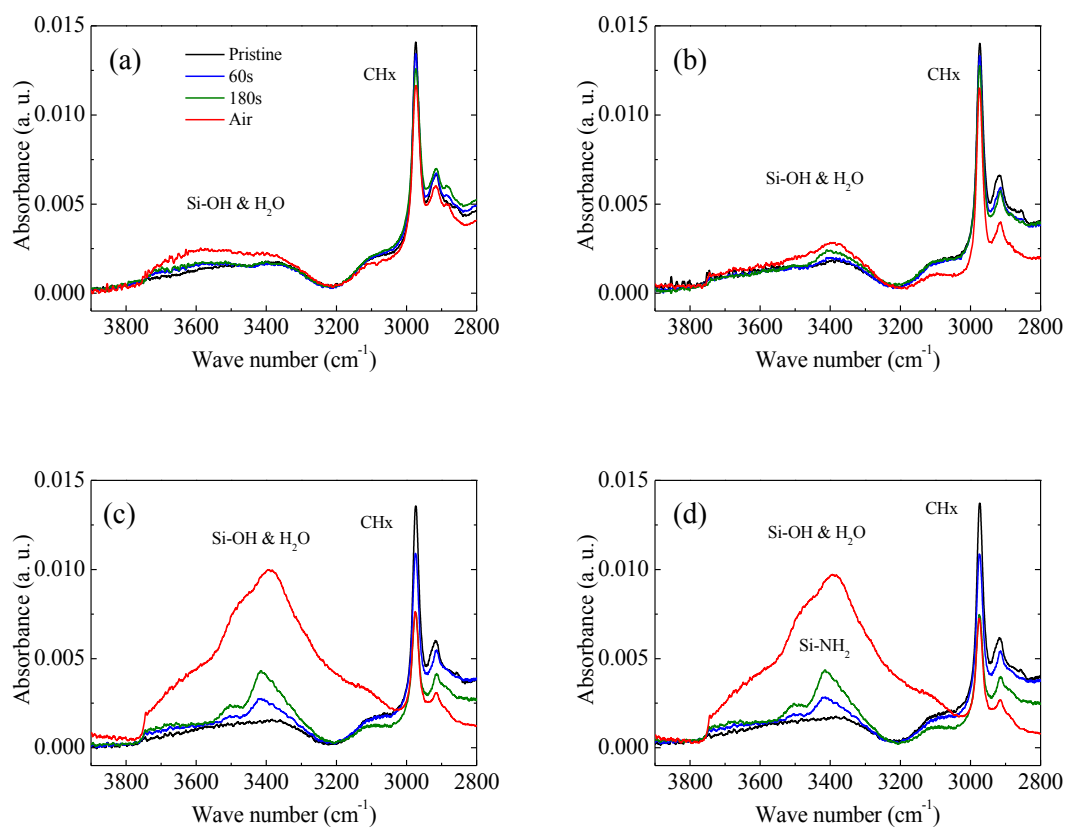 (a)
Pristine
60s
180s
Air
CHx
Si-OH & H2O
0.015
0.010
0.005
0.000
Absorbance (a. u.)
3800 3600 3400 3200 3000 2800
Wave number (cm-1)
(b)
CHx
Si-OH & H2O
0.015
0.010
0.005
0.000
Absorbance (a. u.)
3800 3600 3400 3200 3000 2800
Wave number (cm-1)
(c)
CHx
Si-OH & H2O
0.015
0.010
0.005
0.000
Absorbance (a. u.)
3800 3600 3400 3200 3000 2800
Wave number (cm-1)
(d)
CHx
Si-OH & H2O
Si-NH2
0.015
0.010
0.005
0.000
Absorbance (a. u.)
3800 3600 3400 3200 3000 2800
Wave number (cm-1)